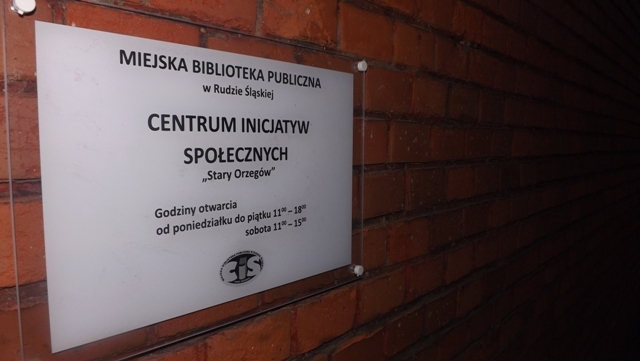 MIEJSKA BIBLIOTEKA PUBLICZNA
w Rudzie Śląskiej
CENTRUM INICJATYW
SPOŁECZNYCH
„Stary Orzegów”
Godziny otwarcia
od poniedziałku do piątku 11⁰⁰ – 18⁰⁰
sobota 11⁰⁰ – 15⁰⁰